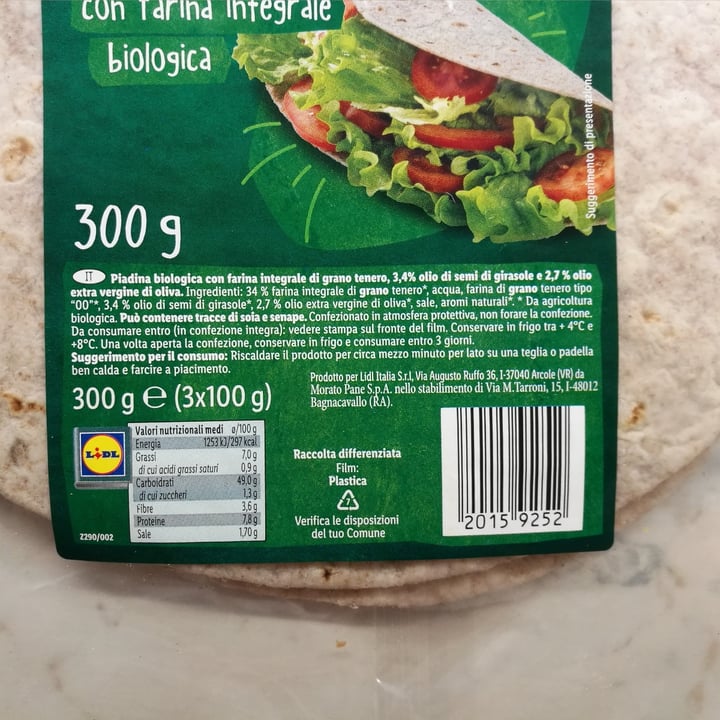 con farina integrale
biologica
Suggerimento di presentazione
300 g
IT Piadina biologica con farina integrale di grano tenero, 3,4% olio di semi di girasole e 2,7 % olio
extra vergine di oliva. Ingredienti: 34 % farina integrale di grano tenero*, acqua, farina di grano tenero tipo
"00"*, 3,4 % olio di semi di girasole*, 2,7 % olio extra vergine di oliva*, sale, aromi naturali*. * Da agricoltura
biologica. Può contenere tracce di soia e senape. Confezionato in atmosfera protettiva, non forare la confezione.
Da consumare entro (in confezione integra): vedere stampa sul fronte del film. Conservare in frigo tra + 4°C e
+8°C. Una volta aperta la confezione, conservare in frigo e consumare entro 3 giorni.
Suggerimento per il consumo: Riscaldare il prodotto per circa mezzo minuto per lato su una teglia o padella
ben calda e farcire a piacimento.
300 g e (3x100 g)
Prodotto per Lidl Italia S.r.l, Via Augusto Ruffo 36, I-37040 Arcole (VR) da
Morato Pane S.p.A. nello stabilimento di Via M.Tarroni, 15, I-48012
Bagnacavallo (RA).
LIDL
Valori nutrizionali medi ø/100 g
Energia 1253 kJ/297 kcal
Grassi 7,0 g
di cui acidi grassi saturi 0,9 g
Carboidrati 49,0 g
di cui zuccheri 1,3 g
Fibre 3,6 g
Proteine 7,8 g
Sale 1,70 g
Z290/002
Raccolta differenziata
Film:
Plastica
7
Verifica le disposizioni
del tuo Comune
2015 9252